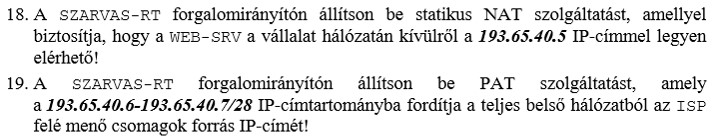 18. A SZARVAS-RT forgalomirányítón állítson be statikus NAT szolgáltatást, amellyel
biztosítja, hogy a WEB-SRV a vállalat hálózatán kívülről a 193.65.40.5 IP-címmel legyen
elérhető!
19. A SZARVAS-RT forgalomirányítón állítson be PAT szolgáltatást, amely
a 193.65.40.6-193.65.40.7/28 IP-címtartományba fordítja a teljes belső hálózatból az ISP
felé menő csomagok forrás IP-címét!